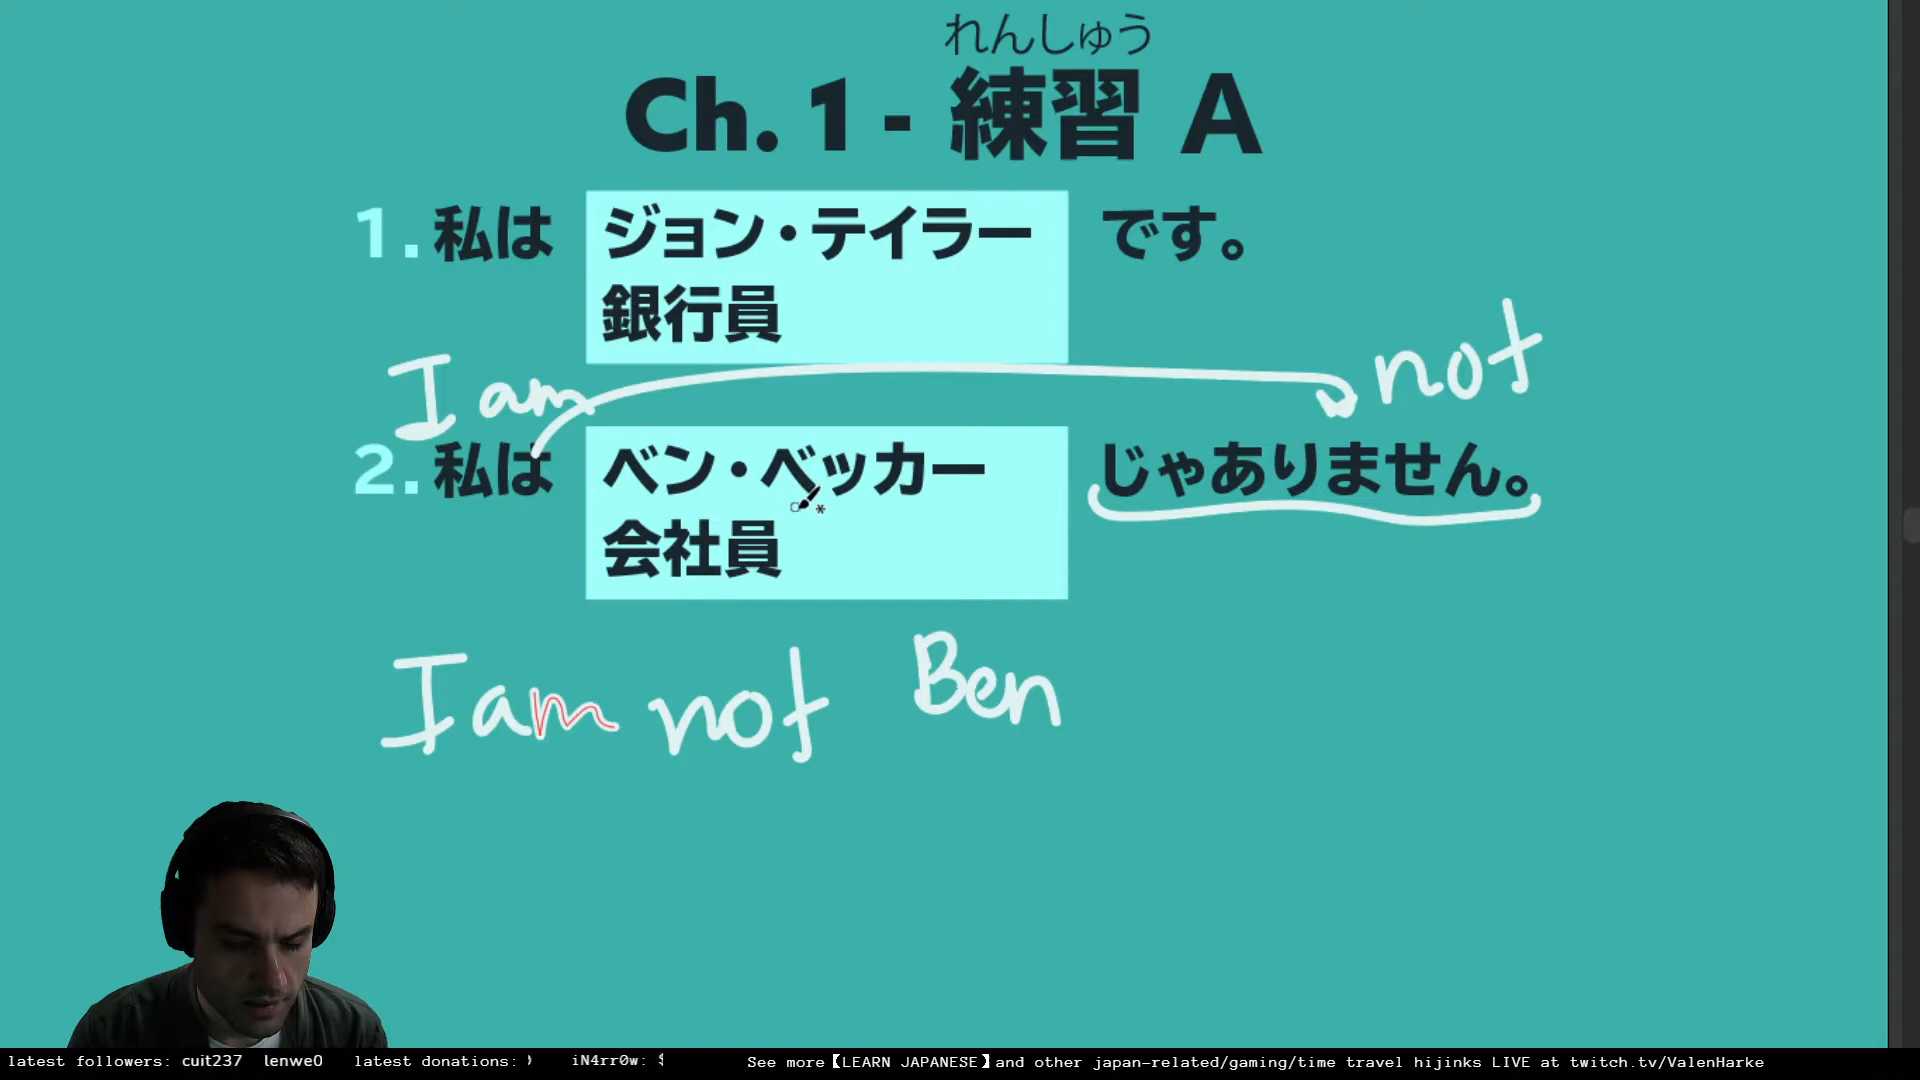 れんしゅう
Ch. 1 - 練習 A
1. 私は ジョン・テイラー です。
銀行員
I am not
2. 私は ベン・ベッカー じゃありません。
会社員
I am not Ben
latest followers: cuit237 lenwe0 latest donations: iN4rr0w: See more【LEARN JAPANESE】and other japan-related/gaming/time travel hijinks LIVE at twitch.tv/ValenHarke